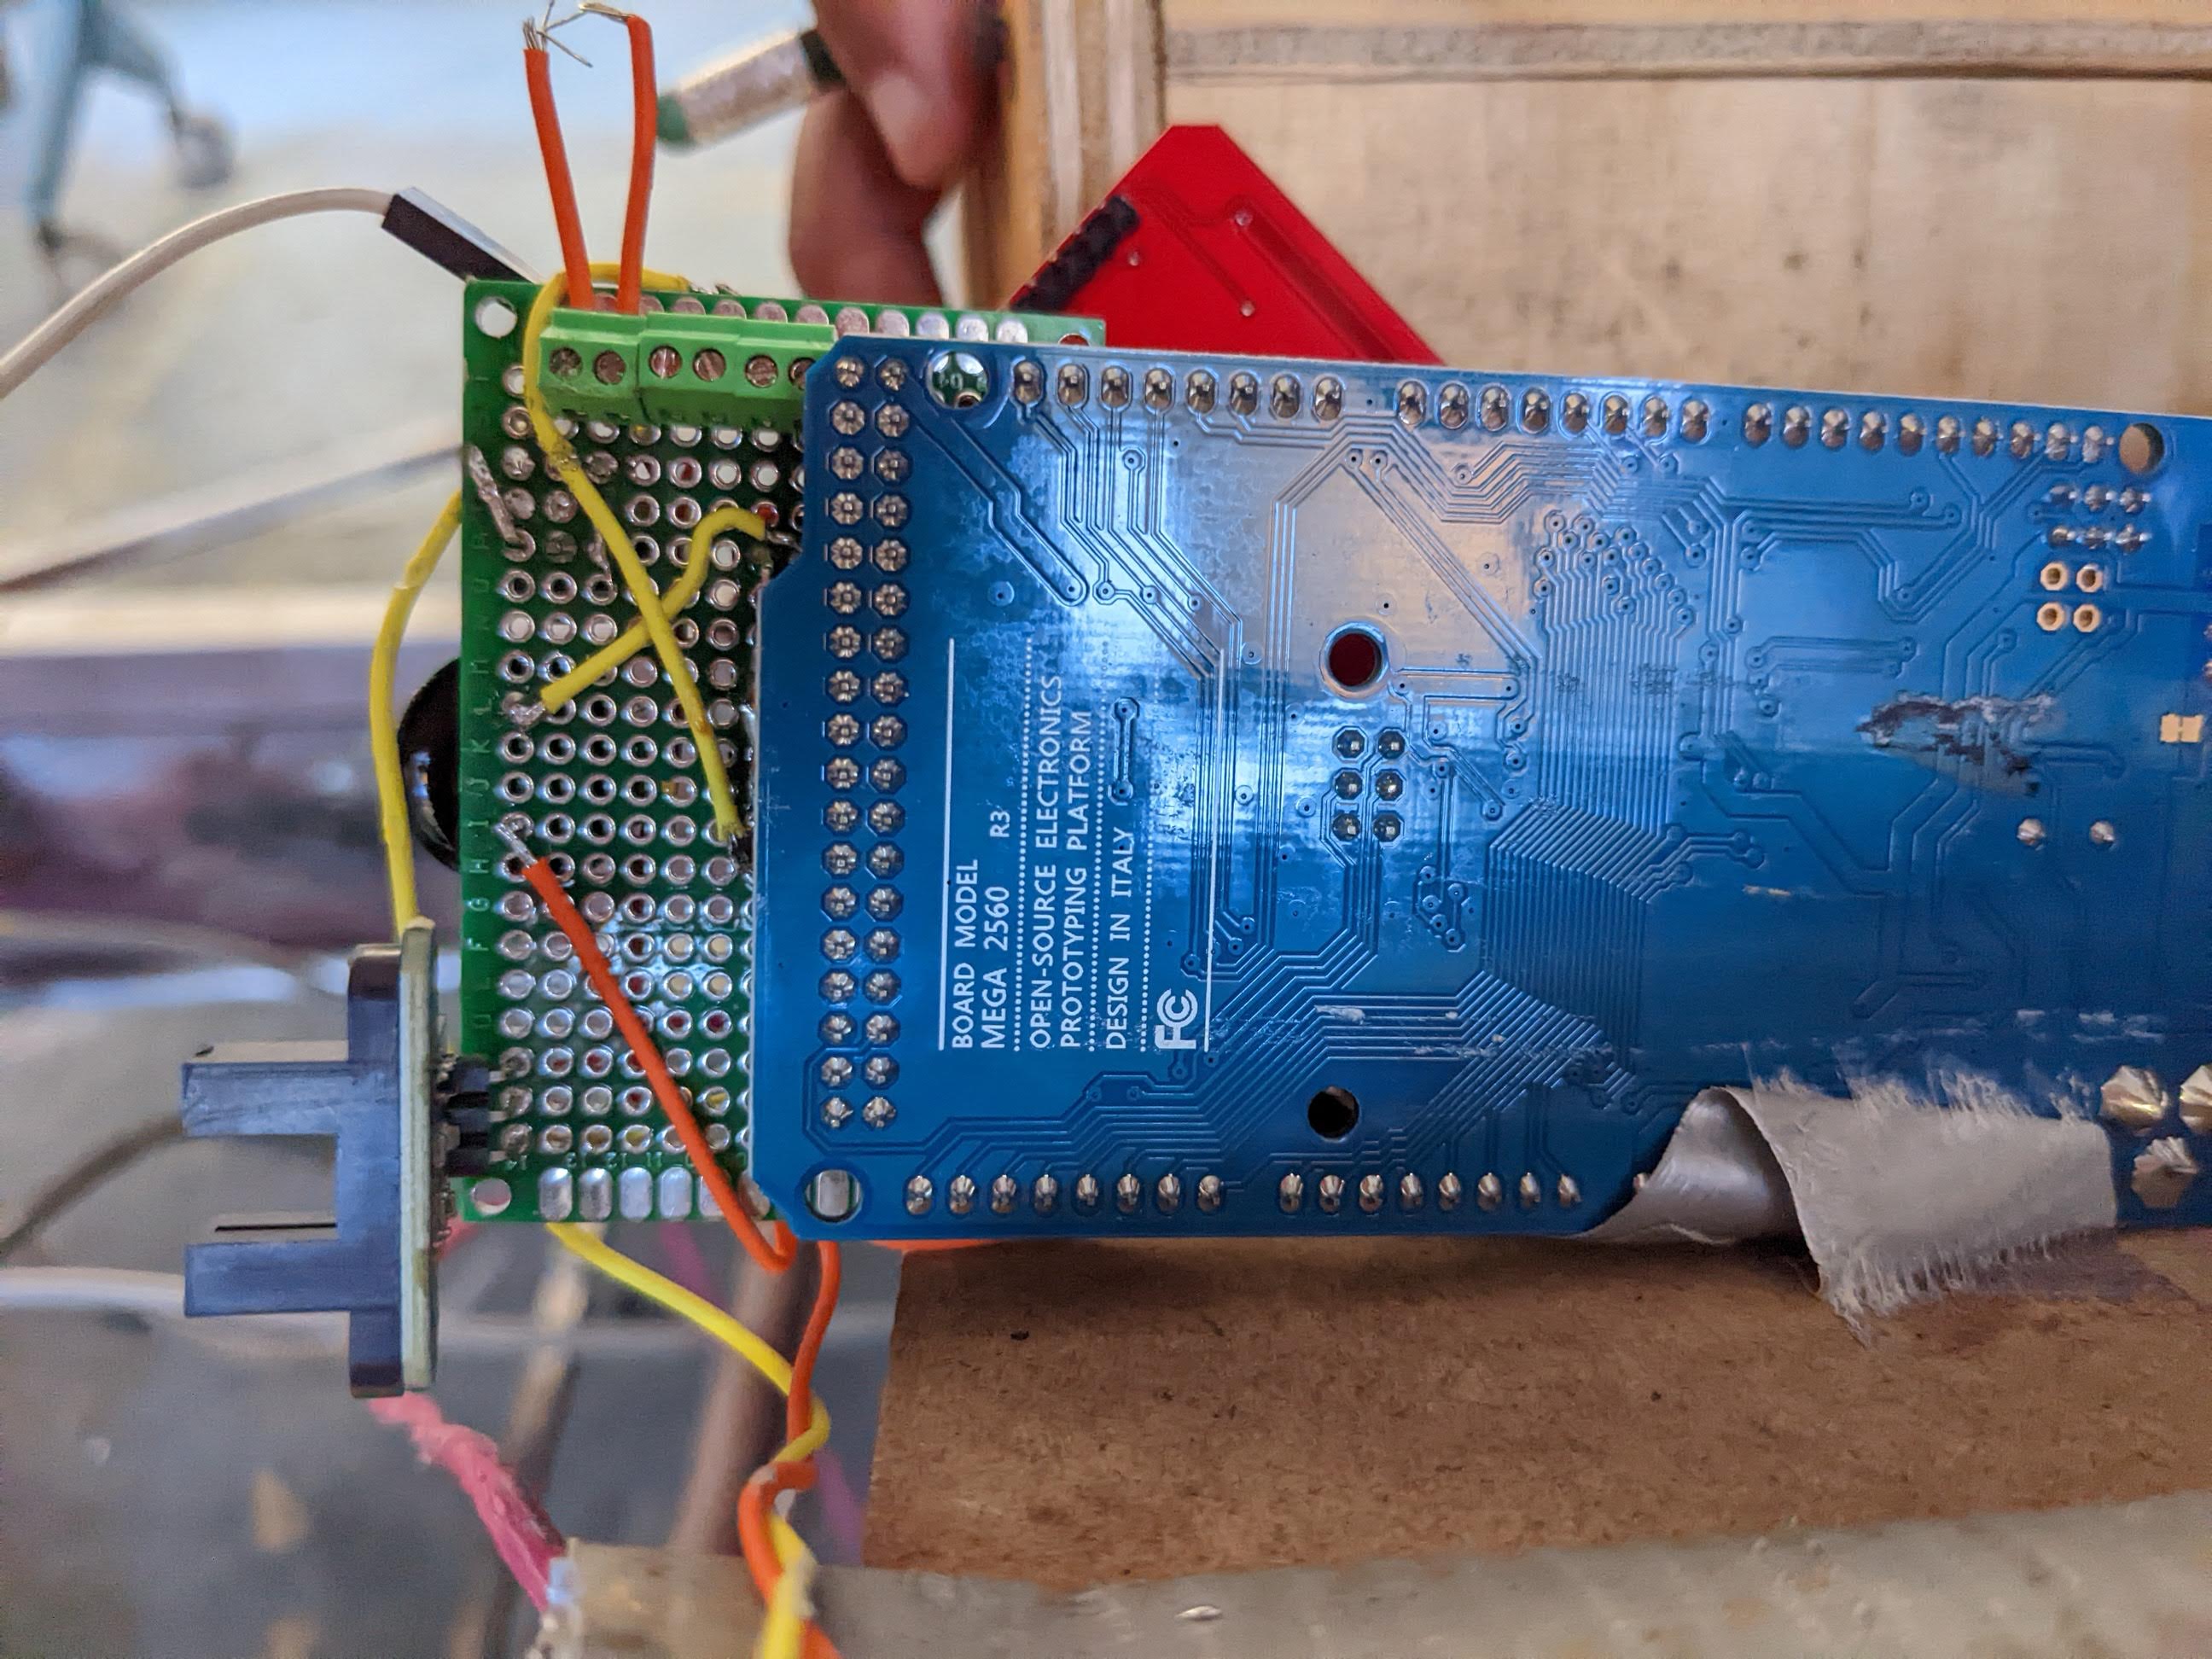 BOARD MODEL
MEGA 2560 R3
OPEN-SOURCE ELECTRONICS
PROTOTYPING PLATFORM
DESIGN IN ITALY
FC